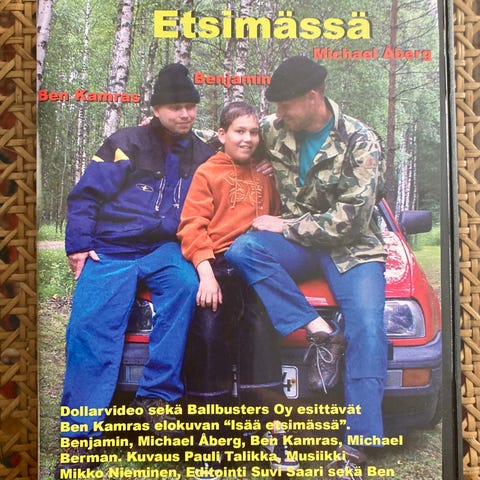 Etsimässä
Michael Åberg
Benjamin
Ben Kamras
Dollarvideo sekä Ballbusters Oy esittävät
Ben Kamras elokuvan “Isää etsimässä”.
Benjamin, Michael Åberg, Ben Kamras, Michael
Berman. Kuvaus Pauli Talikka, Musiikki
Mikko Nieminen, Editointi Suvi Saari sekä Ben